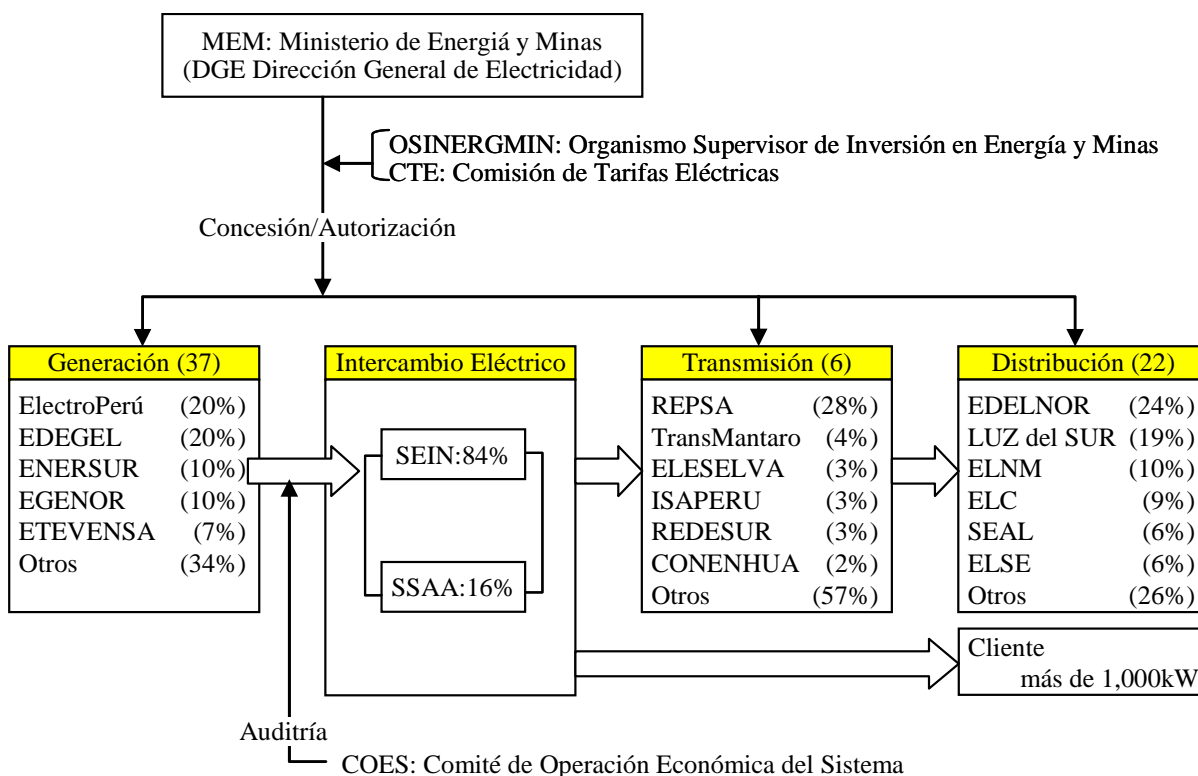 MEM: Ministerio de Energiá y Minas
(DGE Dirección General de Electricidad)
OSINERGMIN: Organismo Supervisor de Inversión en Energía y Minas
CTE: Comisión de Tarifas Eléctricas
Concesión/Autorización
Generación (37)
ElectroPerú (20%)
EDEGEL (20%)
ENERSUR (10%)
EGENOR (10%)
ETEVENSA (7%)
Otros (34%)
Intercambio Eléctrico
SEIN:84%
SSAA:16%
Transmisión (6)
REPSA (28%)
TransMantaro (4%)
ELESELVA (3%)
ISAPERU (3%)
REDESUR (3%)
CONENHUA (2%)
Otros (57%)
Distribución (22)
EDELNOR (24%)
LUZ del SUR (19%)
ELNM (10%)
ELC (9%)
SEAL (6%)
ELSE (6%)
Otros (26%)
Cliente
más de 1,000kW
Auditría
COES: Comité de Operación Económica del Sistema